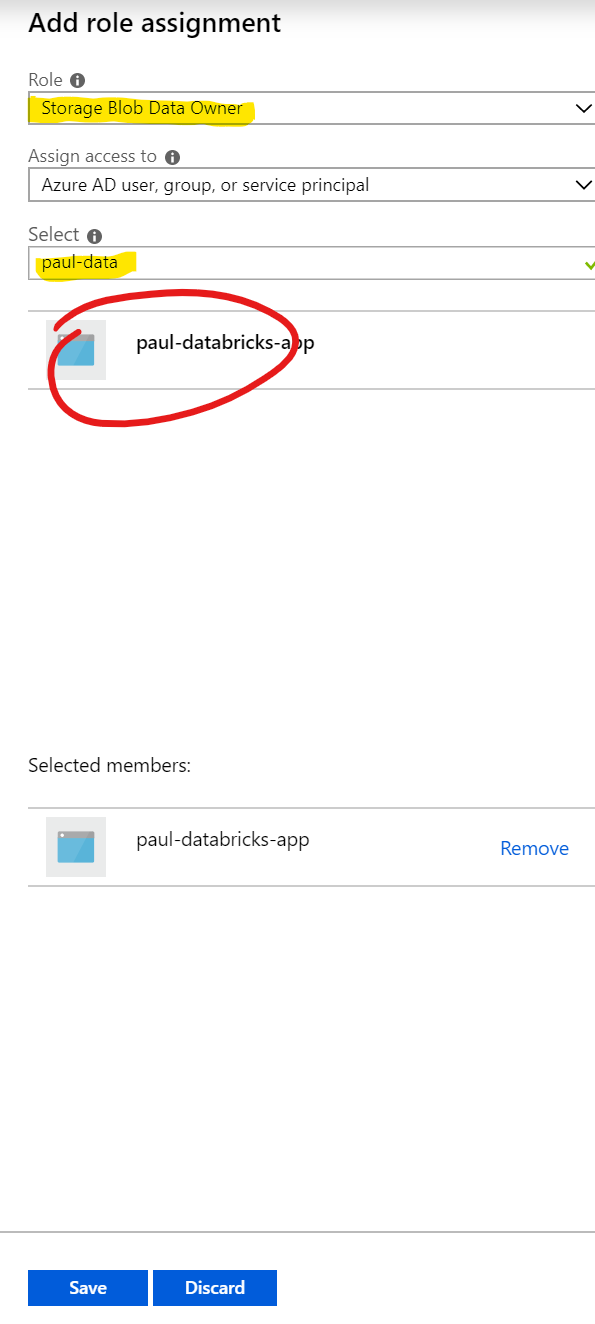 Add role assignment
Role
Storage Blob Data Owner
Assign access to
Azure AD user, group, or service principal
Select
paul-data
paul-databricks-app
Selected members:
paul-databricks-app
Remove
Save Discard